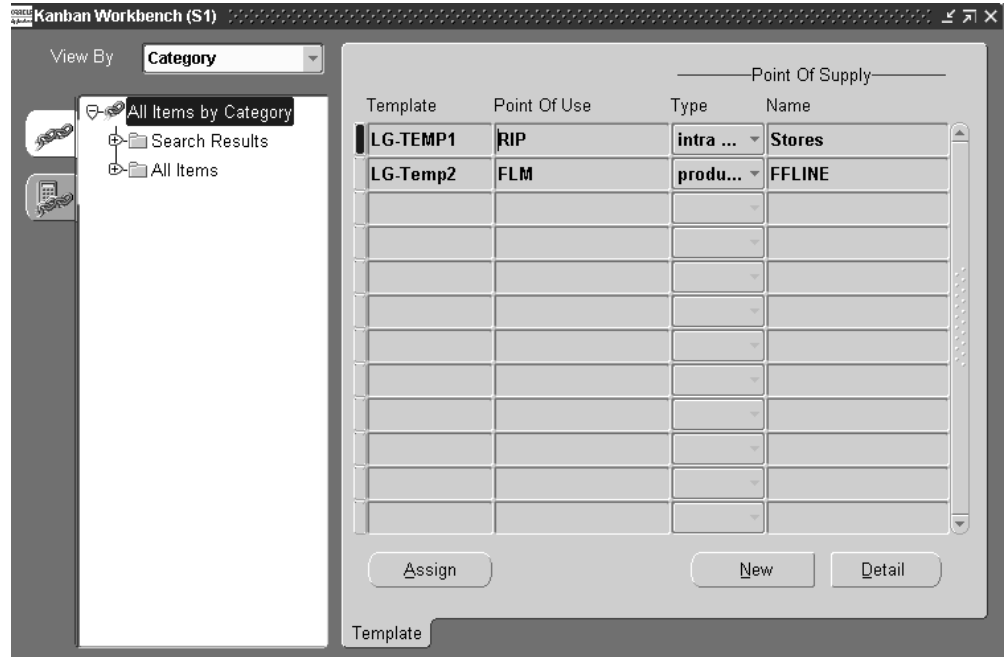 Kanban Workbench (S1)
View By
Category
All Items by Category
Search Results
All Items
Point Of Supply
Template Point Of Use Type Name
LG-TEMP1 RIP intra ... Stores
LG-Temp2 FLM produ... FFLINE
Assign New Detail
Template